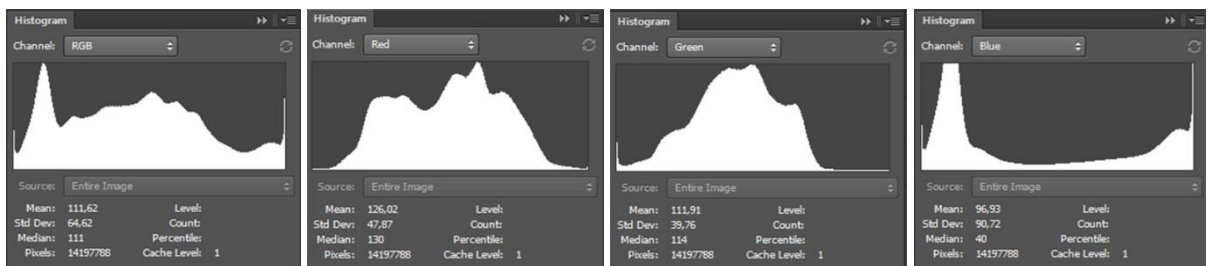 Histogram
Channel: RGB
Source: Entire Image
Mean: 111,62 Level:
Std Dev: 64,62 Count:
Median: 111 Percentile:
Pixels: 14197788 Cache Level: 1
Histogram
Channel: Red
Source: Entire Image
Mean: 126,02 Level:
Std Dev: 47,87 Count:
Median: 130 Percentile:
Pixels: 14197788 Cache Level: 1
Histogram
Channel: Green
Source: Entire Image
Mean: 111,91 Level:
Std Dev: 39,76 Count:
Median: 114 Percentile:
Pixels: 14197788 Cache Level: 1
Histogram
Channel: Blue
Source: Entire Image
Mean: 96,93 Level:
Std Dev: 90,72 Count:
Median: 40 Percentile:
Pixels: 14197788 Cache Level: 1